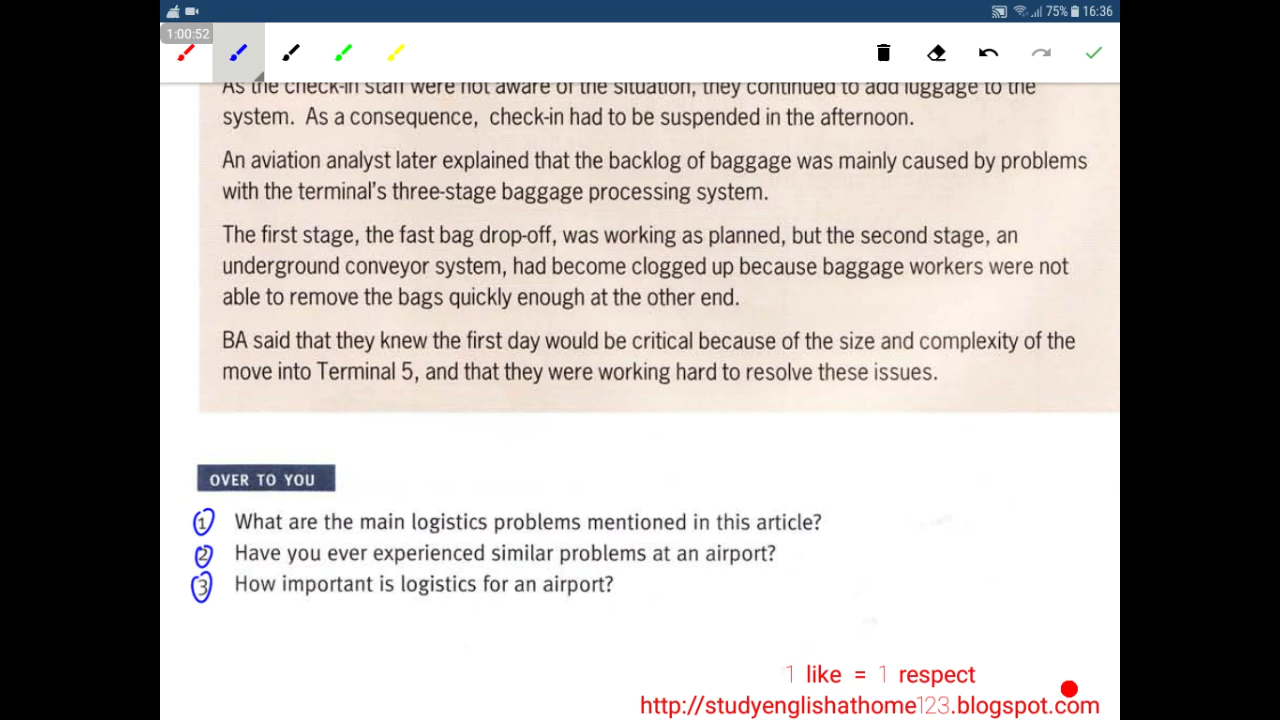 75% 16:36
1:00:52
As the check-in staff were not aware of the situation, they continued to add luggage to the
system. As a consequence, check-in had to be suspended in the afternoon.
An aviation analyst later explained that the backlog of baggage was mainly caused by problems
with the terminal's three-stage baggage processing system.
The first stage, the fast bag drop-off, was working as planned, but the second stage, an
underground conveyor system, had become clogged up because baggage workers were not
able to remove the bags quickly enough at the other end.
BA said that they knew the first day would be critical because of the size and complexity of the
move into Terminal 5, and that they were working hard to resolve these issues.
OVER TO YOU
1 What are the main logistics problems mentioned in this article?
2 Have you ever experienced similar problems at an airport?
3 How important is logistics for an airport?
1 like = 1 respect
http://studyenglishathome123.blogspot.com